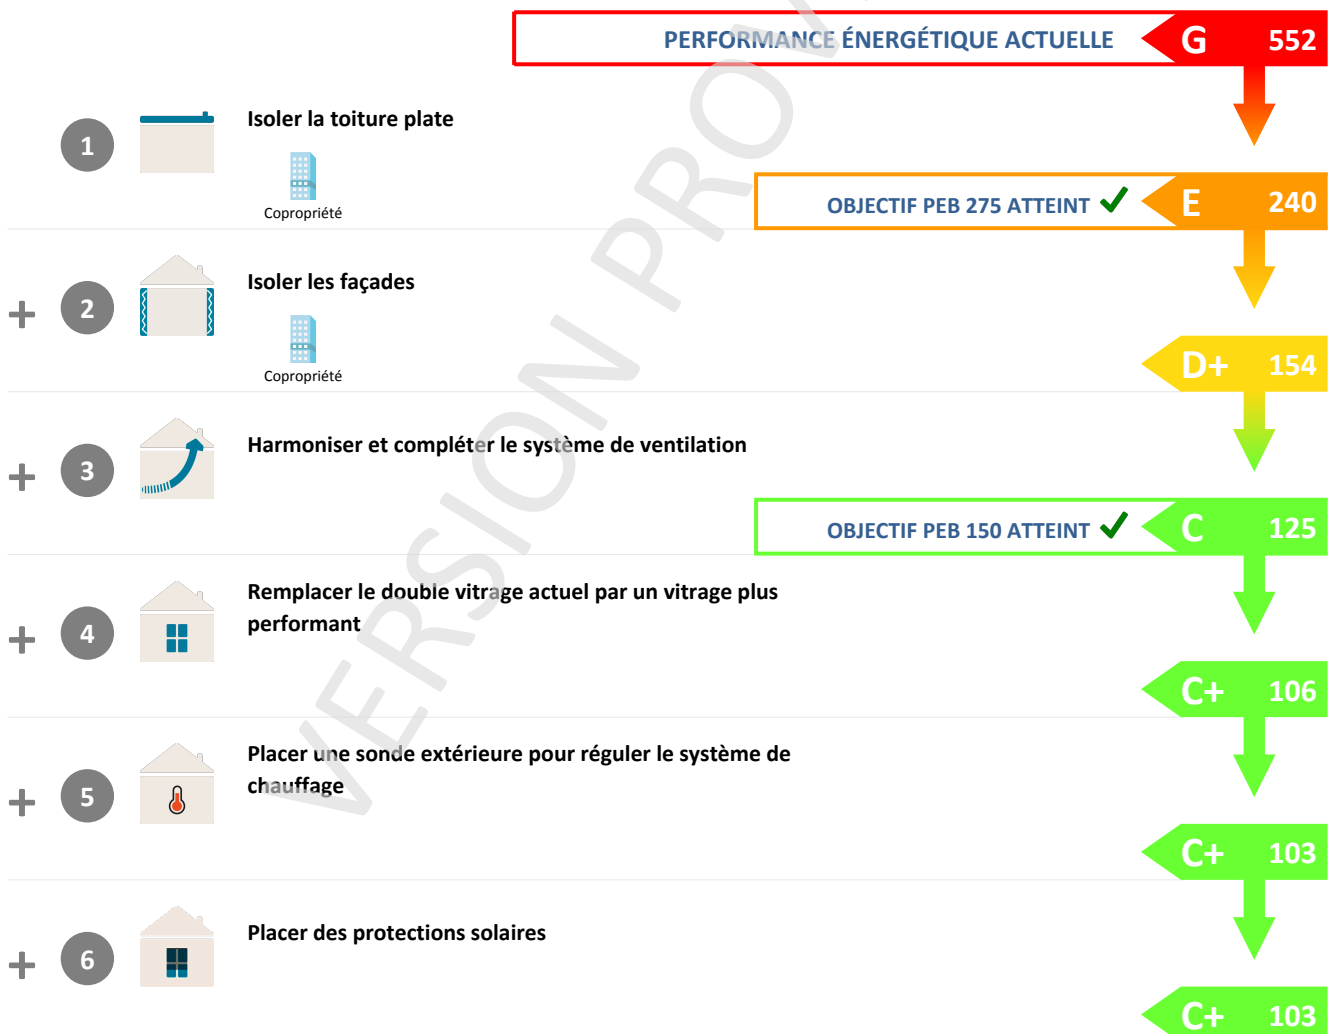 PERFORMANCE ÉNERGÉTIQUE ACTUELLE G 552
1 Isoler la toiture plate
Copropriété
OBJECTIF PEB 275 ATTEINT E 240
+ 2 Isoler les façades
Copropriété
D+ 154
+ 3 Harmoniser et compléter le système de ventilation
OBJECTIF PEB 150 ATTEINT C 125
+ 4 Remplacer le double vitrage actuel par un vitrage plus
performant
C+ 106
+ 5 Placer une sonde extérieure pour réguler le système de
chauffage
C+ 103
+ 6 Placer des protections solaires
C+ 103
VERSION PROV